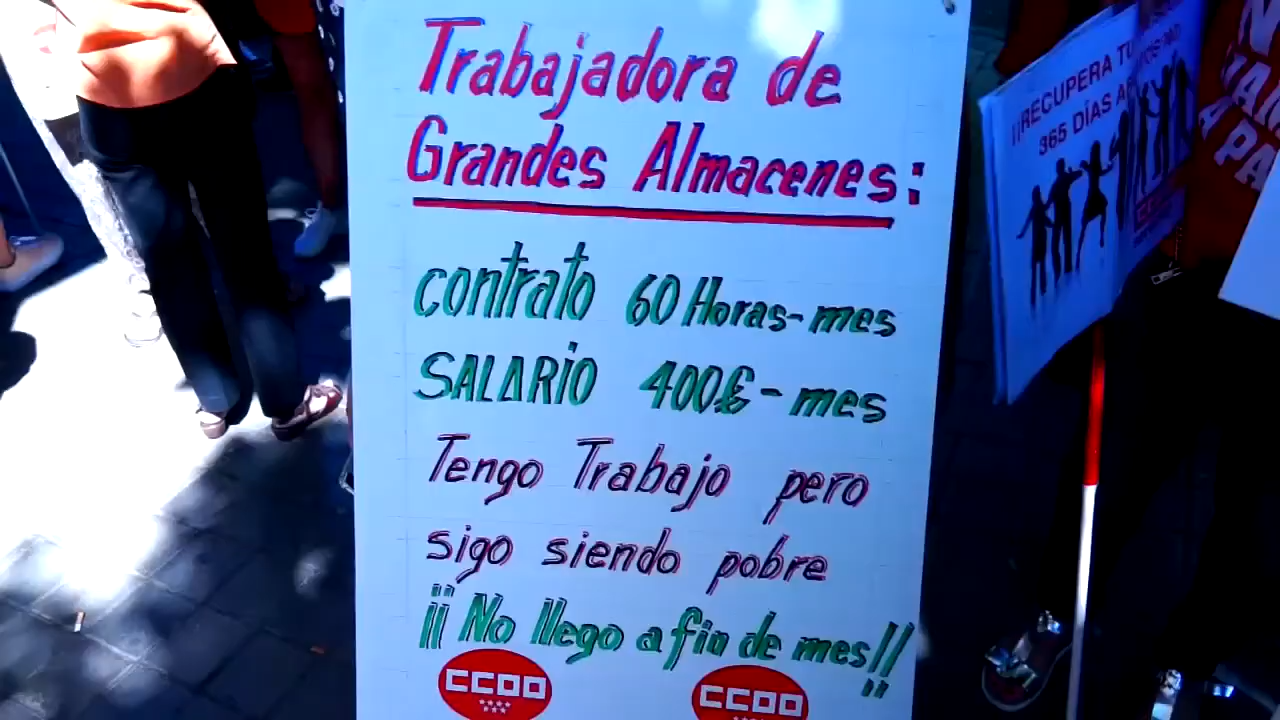 Trabajadora de
Grandes Almacenes:
contrato 60 Horas-mes
SALARIO 400€-mes
Tengo Trabajo pero
sigo siendo pobre
¡¡No llego a fin de mes!!
CCOO CCOO
¡¡RECUPERA TU
365 DÍAS
A PA